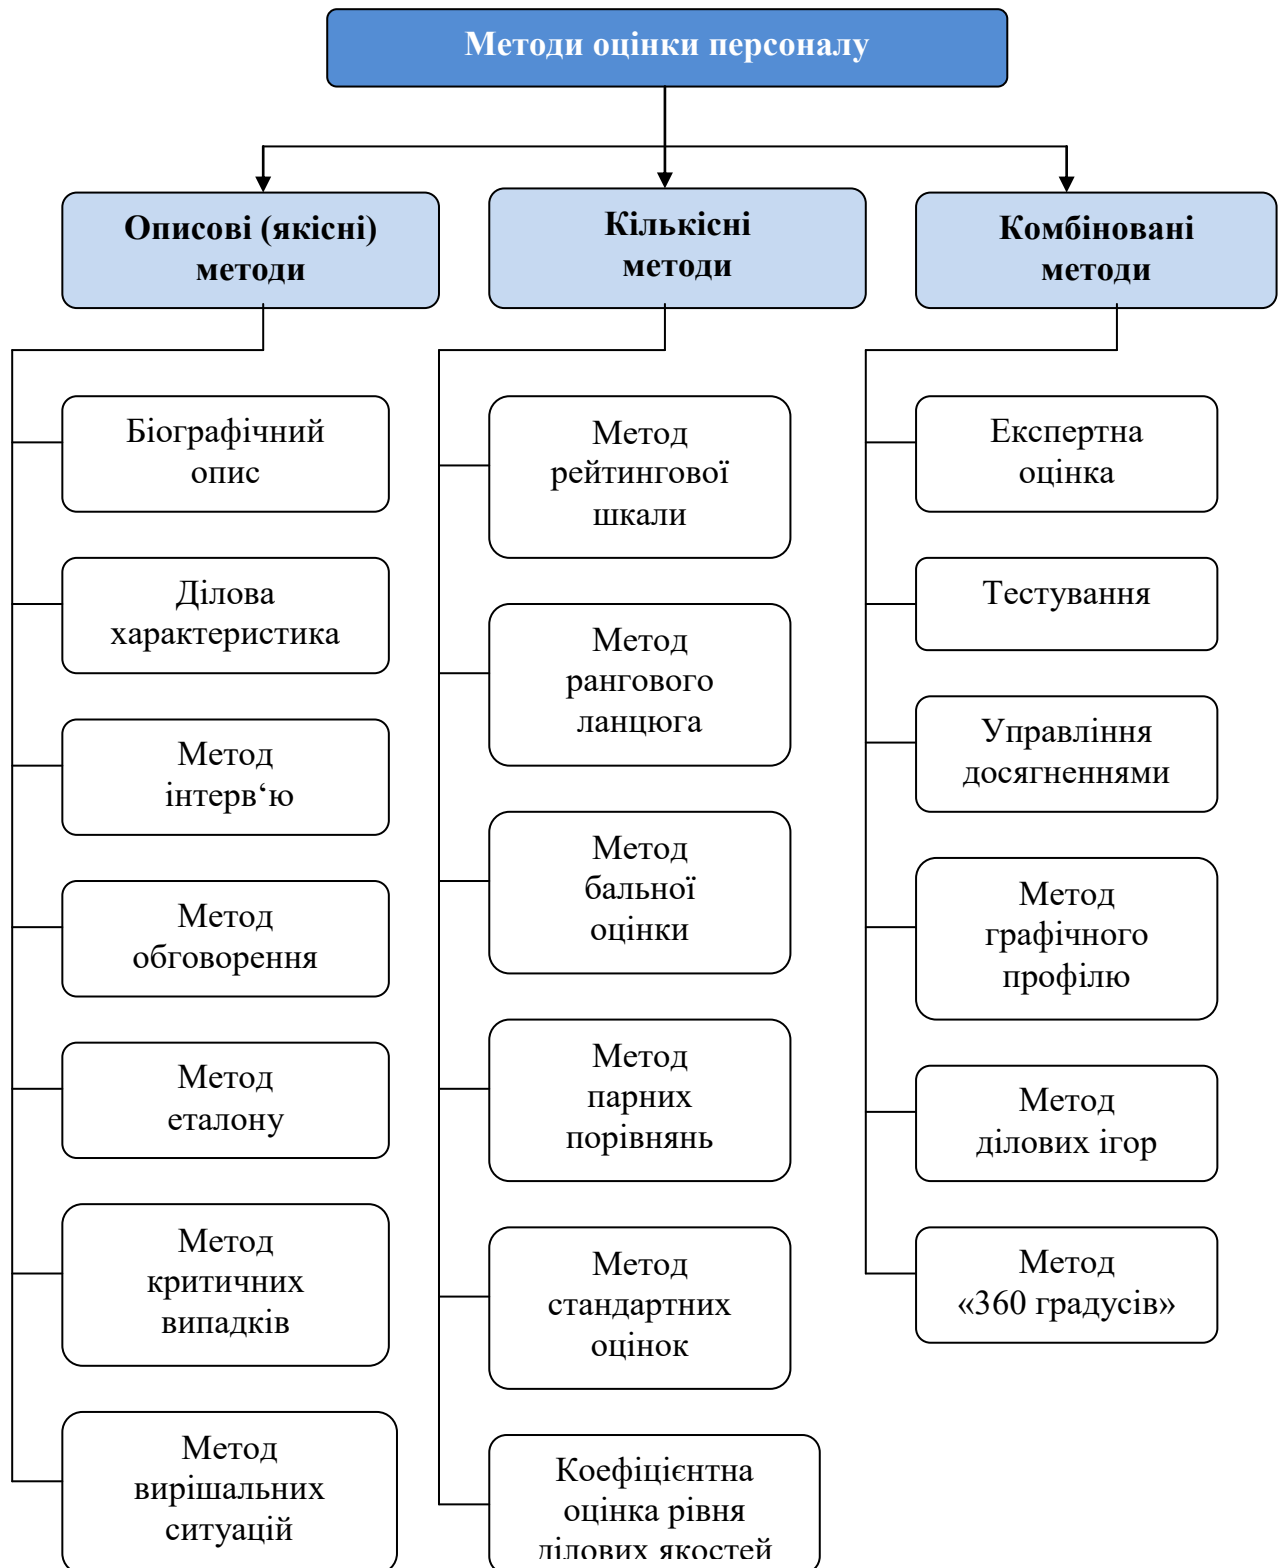 Методи оцінки персоналу
Описові (якісні)
методи
Біографічний
опис
Ділова
характеристика
Метод
інтерв‘ю
Метод
обговорення
Метод
еталону
Метод
критичних
випадків
Метод
вирішальних
ситуацій
Кількісні
методи
Метод
рейтингової
шкали
Метод
рангового
ланцюга
Метод
бальної
оцінки
Метод
парних
порівнянь
Метод
стандартних
оцінок
Коефіцієнтна
оцінка рівня
ділових якостей
Комбіновані
методи
Експертна
оцінка
Тестування
Управління
досягненнями
Метод
графічного
профілю
Метод
ділових ігор
Метод
«360 градусів»